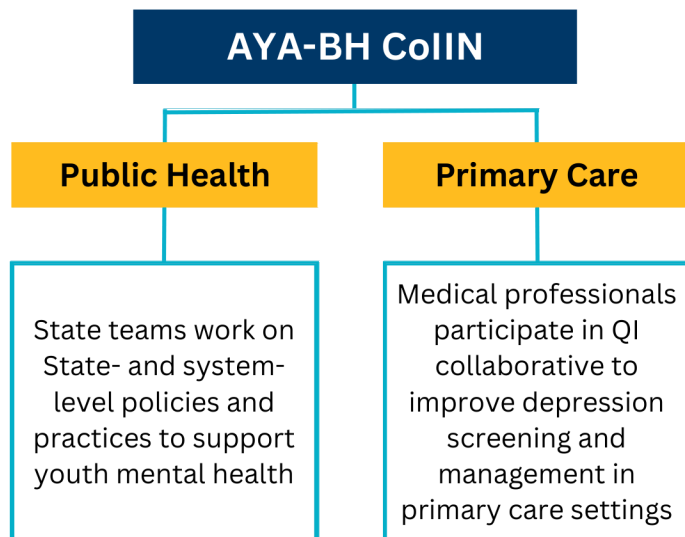 AYA-BH CoIIN
Public Health
Primary Care
State teams work on
State- and system-
level policies and
practices to support
youth mental health
Medical professionals
participate in QI
collaborative to
improve depression
screening and
management in
primary care settings